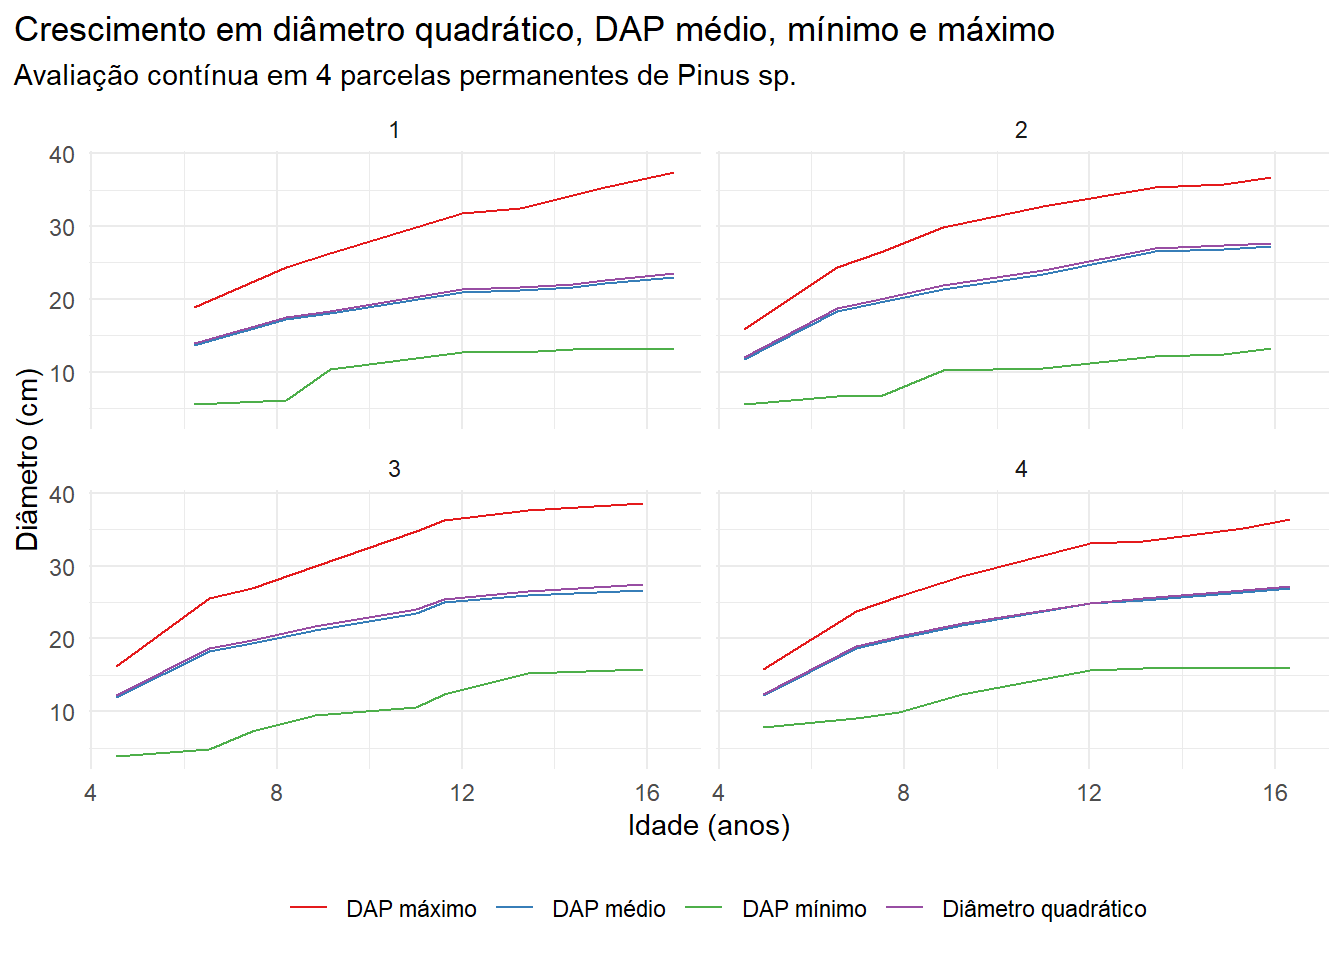 Crescimento em diâmetro quadrático, DAP médio, mínimo e máximo
Avaliação contínua em 4 parcelas permanentes de Pinus sp.
1
2
40
30
20
10
Diâmetro (cm)
3
4
40
30
20
10
4
8
12
16
4
8
12
16
Idade (anos)
DAP máximo
DAP médio
DAP mínimo
Diâmetro quadrático